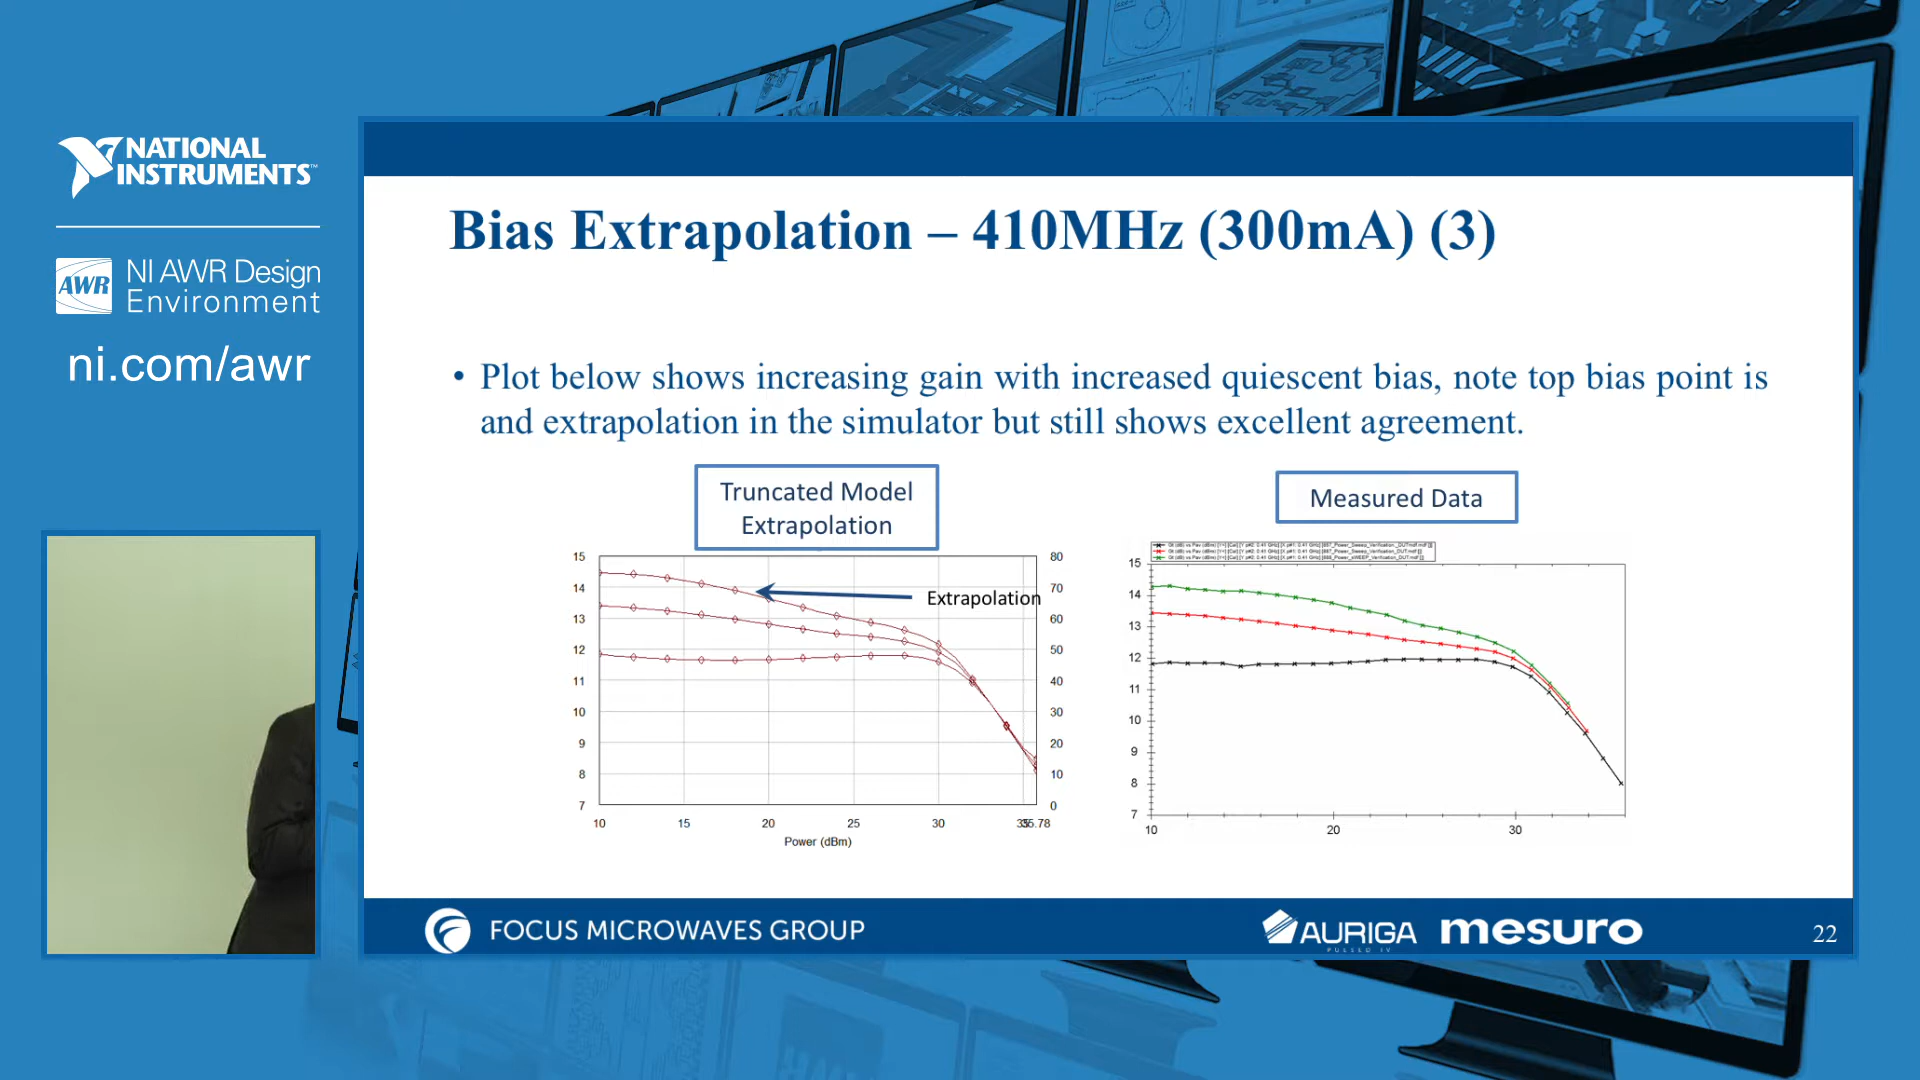 NATIONAL
INSTRUMENTS™
AWR
NI AWR Design
Environment
ni.com/awr
Bias Extrapolation – 410MHz (300mA) (3)
• Plot below shows increasing gain with increased quiescent bias, note top bias point is
and extrapolation in the simulator but still shows excellent agreement.
Truncated Model
Extrapolation
Extrapolation
15
14
13
12
11
10
9
8
7
80
70
60
50
40
30
20
10
0
10 15 20 25 30 35 35.78
Power (dBm)
Measured Data
15
14
13
12
11
10
9
8
7
10 20 30
FOCUS MICROWAVES GROUP
AURIGA
PULSED IV
mesuro
22